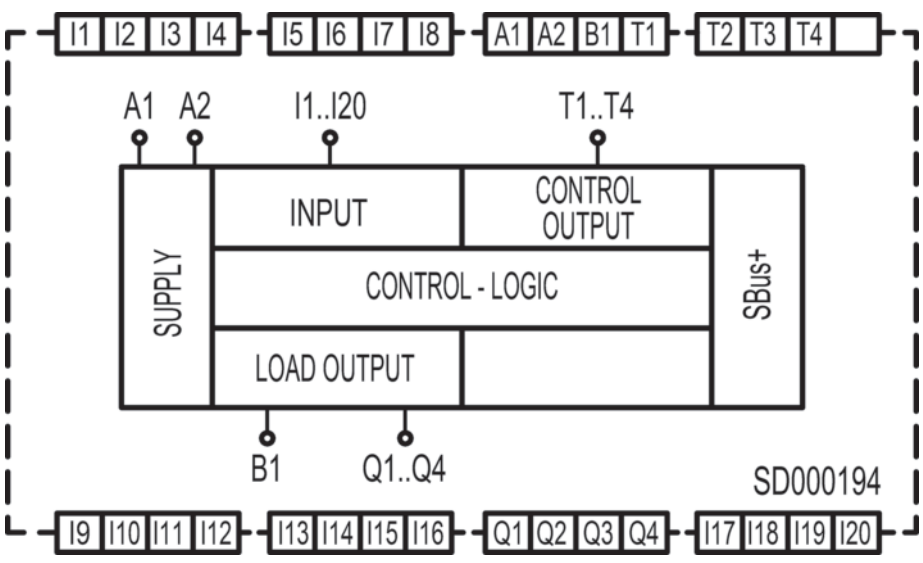 I1 I2 I3 I4 I5 I6 I7 I8 A1 A2 B1 T1 T2 T3 T4
A1 A2 I1..I20 T1..T4
INPUT
CONTROL
OUTPUT
SUPPLY
CONTROL - LOGIC
SBus+
LOAD OUTPUT
B1 Q1..Q4
SD000194
I9 I10 I11 I12 I13 I14 I15 I16 Q1 Q2 Q3 Q4 I17 I18 I19 I20